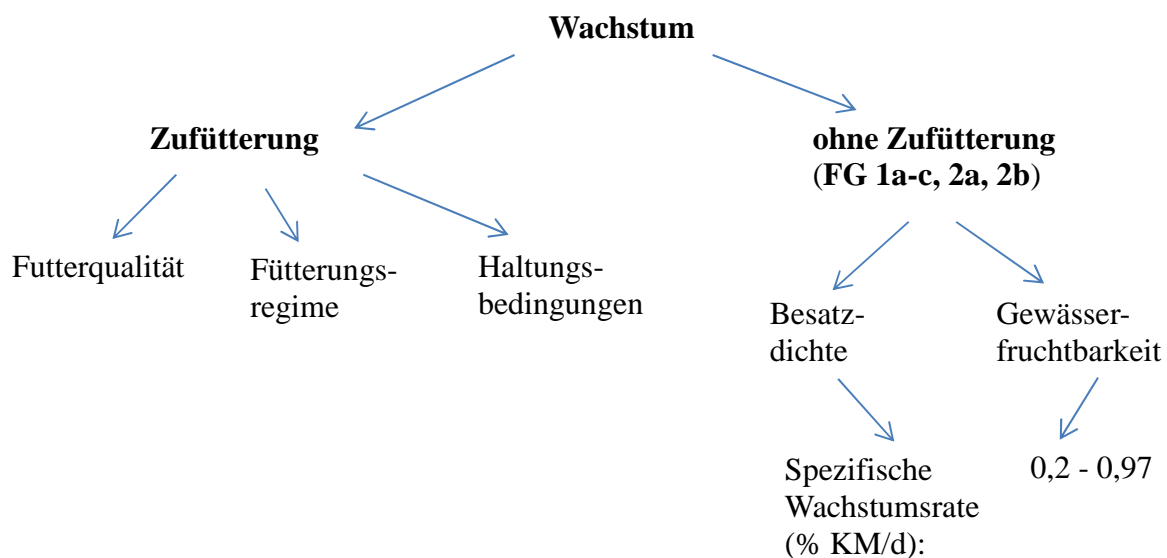 Wachstum
Zufütterung
ohne Zufütterung
(FG 1a-c, 2a, 2b)
Futterqualität
Fütterungs-
regime
Haltungs-
bedingungen
Besatz-
dichte
Gewässer-
fruchtbarkeit
Spezifische
Wachstumsrate
(% KM/d):
0,2 - 0,97